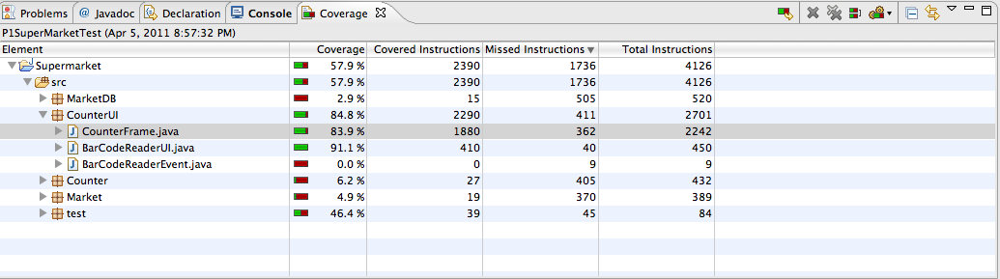 Problems @ Javadoc Declaration Console Coverage
P1SuperMarketTest (Apr 5, 2011 8:57:32 PM)
Element Coverage Covered Instructions Missed Instructions Total Instructions
Supermarket 57.9 % 2390 1736 4126
src 57.9 % 2390 1736 4126
MarketDB 2.9 % 15 505 520
CounterUI 84.8 % 2290 411 2701
CounterFrame.java 83.9 % 1880 362 2242
BarCodeReaderUI.java 91.1 % 410 40 450
BarCodeReaderEvent.java 0.0 % 0 9 9
Counter 6.2 % 27 405 432
Market 4.9 % 19 370 389
test 46.4 % 39 45 84